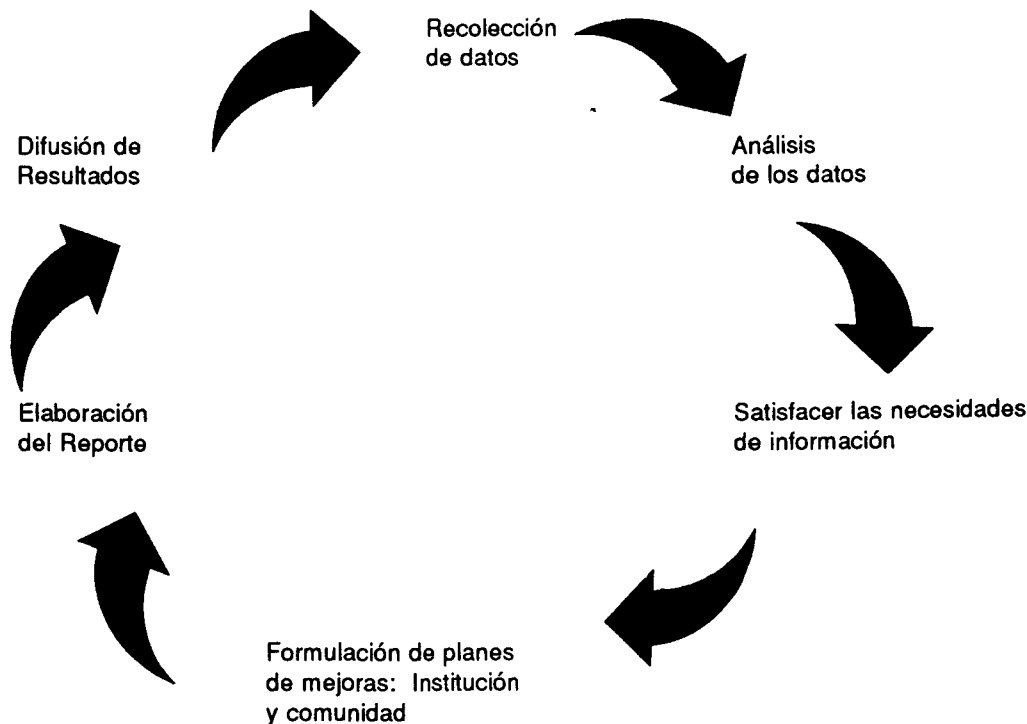 Recolección
de datos
Análisis
de los datos
Satisfacer las necesidades
de información
Formulación de planes
de mejoras: Institución
y comunidad
Elaboración
del Reporte
Difusión de
Resultados